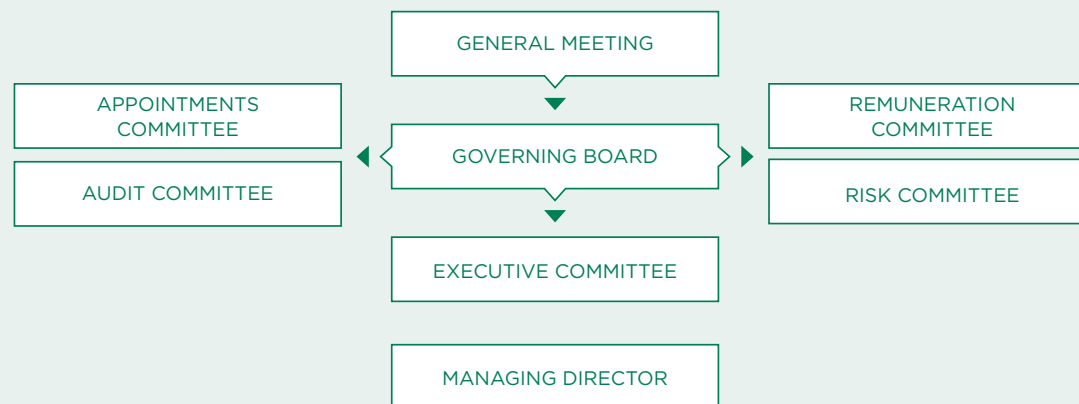 GENERAL MEETING
APPOINTMENTS
COMMITTEE
REMUNERATION
COMMITTEE
GOVERNING BOARD
AUDIT COMMITTEE
RISK COMMITTEE
EXECUTIVE COMMITTEE
MANAGING DIRECTOR